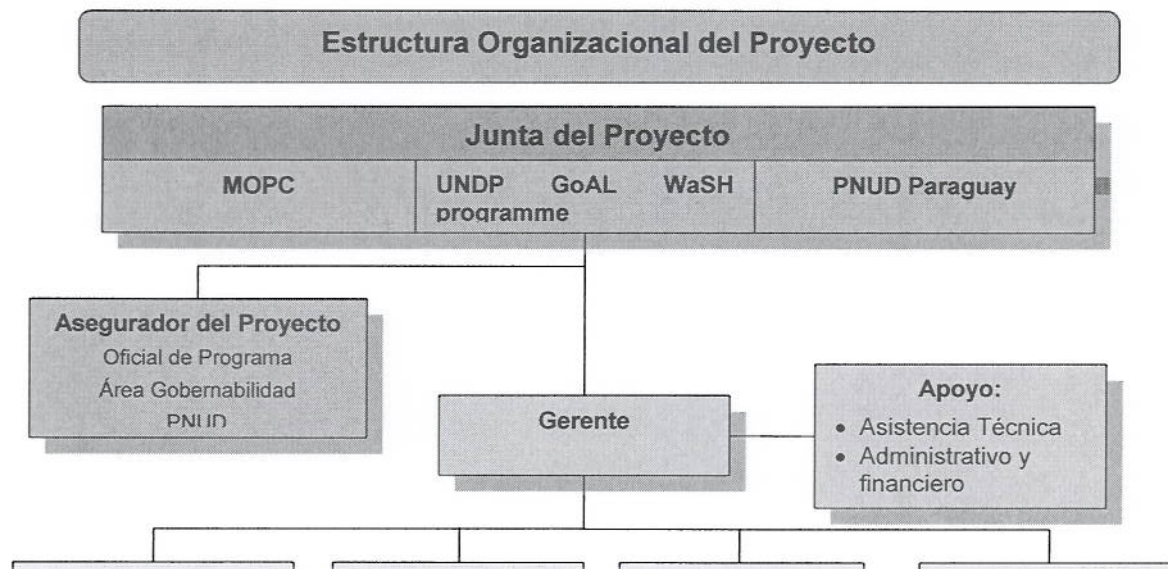 Estructura Organizacional del Proyecto
Junta del Proyecto
MOPC
UNDP GoAL WaSH
programme
PNUD Paraguay
Asegurador del Proyecto
Oficial de Programa
Área Gobernabilidad
PNUD
Gerente
Apoyo:
• Asistencia Técnica
• Administrativo y
financiero